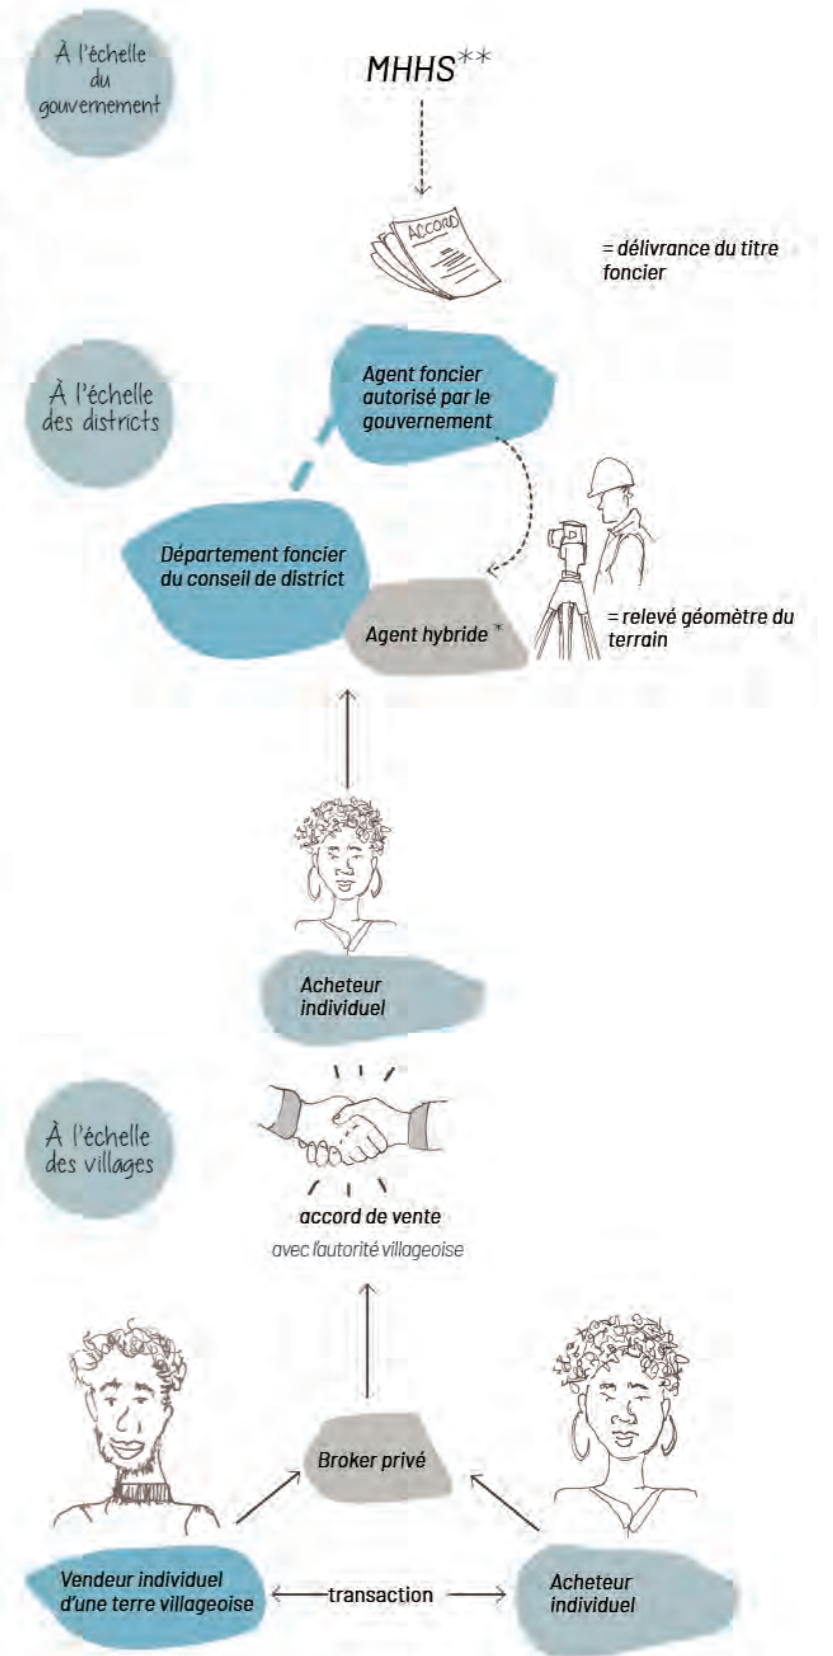 À l'échelle
du
gouvernement
MHHS**
ACCORD
= délivrance du titre
foncier
À l'échelle
des districts
Agent foncier
autorisé par le
gouvernement
Département foncier
du conseil de district
Agent hybride *
= relevé géomètre du
terrain
Acheteur
individuel
À l'échelle
des villages
accord de vente
avec l'autorité villageoise
Broker privé
Vendeur individuel
d'une terre villageoise
transaction
Acheteur
individuel